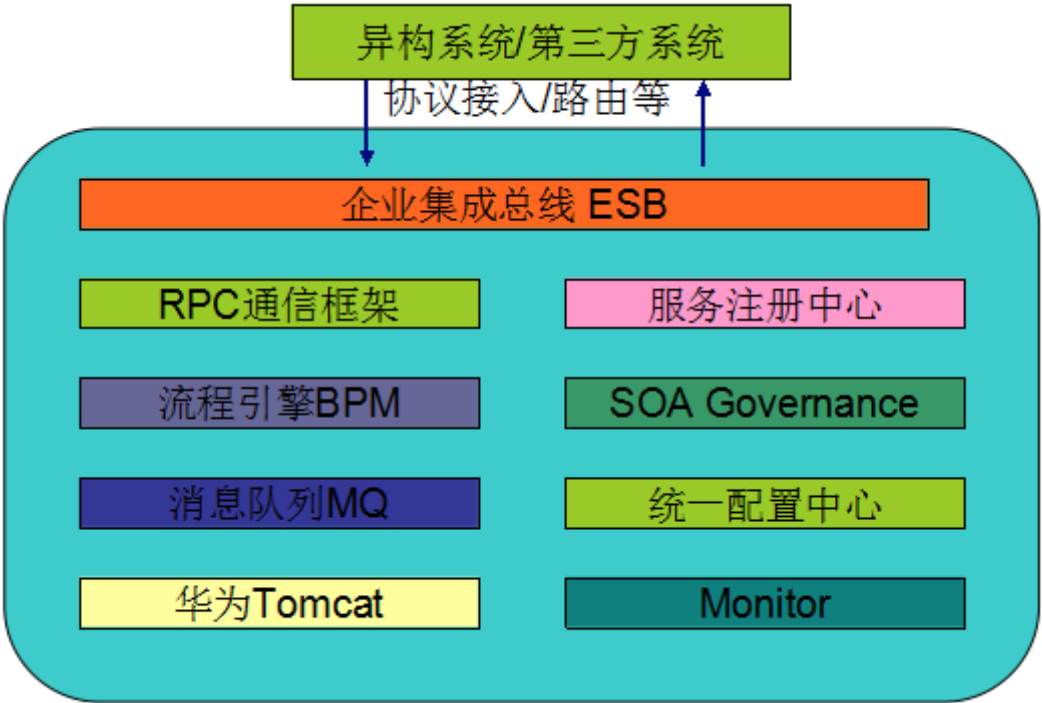 异构系统/第三方系统
协议接入/路由等
企业集成总线 ESB
RPC通信框架
服务注册中心
流程引擎BPM
SOA Governance
消息队列MQ
统一配置中心
华为Tomcat
Monitor